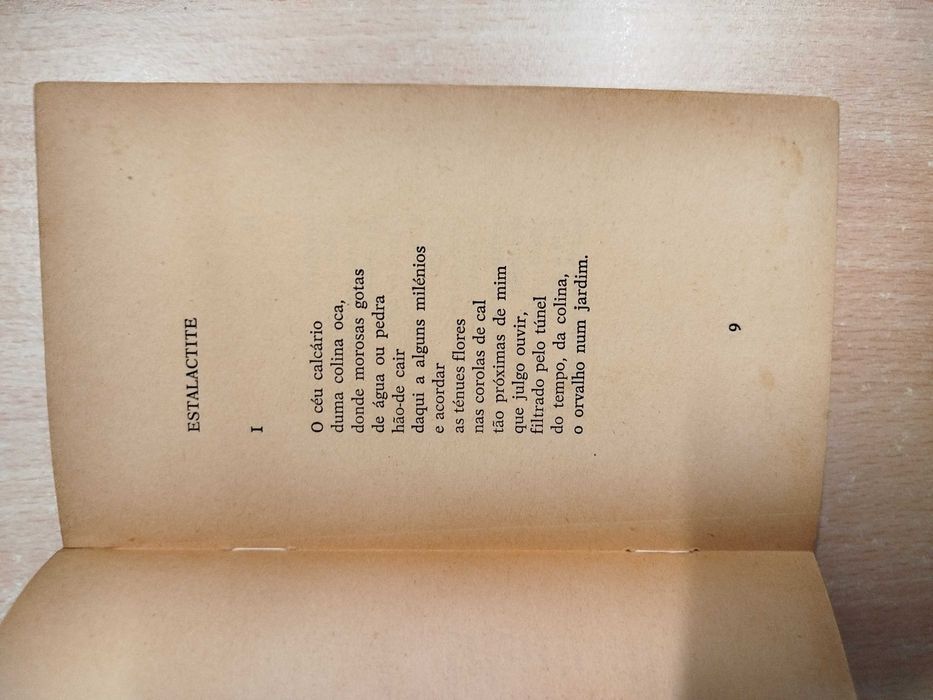 ESTALACTITE
I
O céu calcário
duma colina oca,
donde morosas gotas
de água ou pedra
hão-de cair
daqui a alguns milénios
e acordar
as ténues flores
nas corolas de cal
tão próximas de mim
que julgo ouvir,
filtrado pelo túnel
do tempo, da colina,
o orvalho num jardim.
9